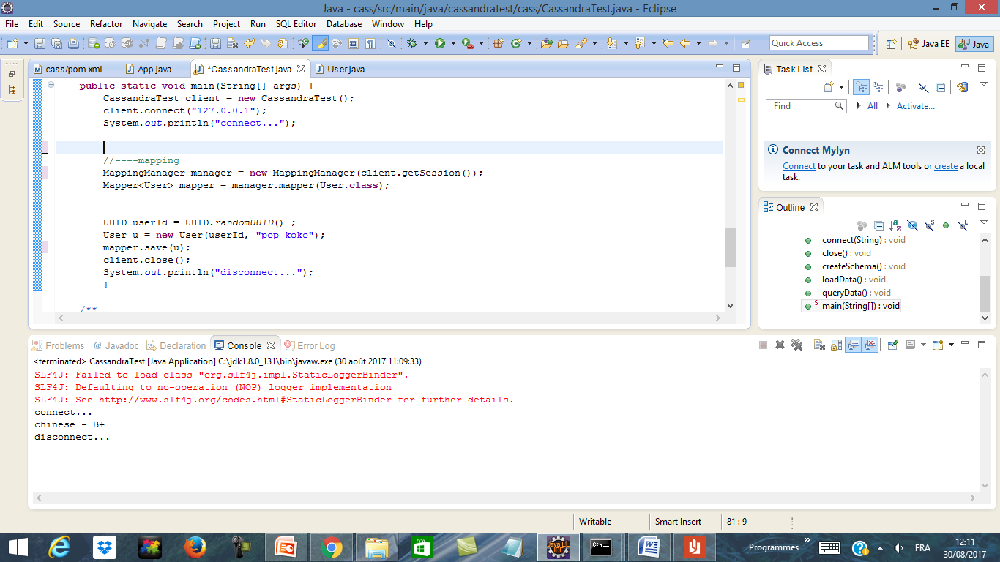 Java - cass/src/main/java/cassandratest/cass/CassandraTest.java - Eclipse
File Edit Source Refactor Navigate Search Project Run SQL Editor Database Window Help
Quick Access
Java EE
Java
cass/pom.xml
App.java
*CassandraTest.java
User.java
public static void main(String[] args) {
CassandraTest client = new CassandraTest();
client.connect("127.0.0.1");
System.out.println("connect...");
//----mapping
MappingManager manager = new MappingManager(client.getSession());
Mapper<User> mapper = manager.mapper(User.class);
UUID userId = UUID.randomUUID() ;
User u = new User(userId, "pop koko");
mapper.save(u);
client.close();
System.out.println("disconnect...");
}
/**
Task List
Find
All
Activate...
Connect Mylyn
Connect to your task and ALM tools or create a local
task.
Outline
connect(String) : void
close() : void
createSchema() : void
loadData() : void
queryData() : void
S main(String[]) : void
Problems
@ Javadoc
Declaration
Console
Error Log
<terminated> CassandraTest [Java Application] C:\jdk1.8.0_131\bin\javaw.exe (30 août 2017 11:09:33)
SLF4J: Failed to load class "org.slf4j.impl.StaticLoggerBinder".
SLF4J: Defaulting to no-operation (NOP) logger implementation
SLF4J: See http://www.slf4j.org/codes.html#StaticLoggerBinder for further details.
connect...
chinese - B+
disconnect...
Writable
Smart Insert
81 : 9
Java EE
IDE
Programmes
FRA
12:11
30/08/2017